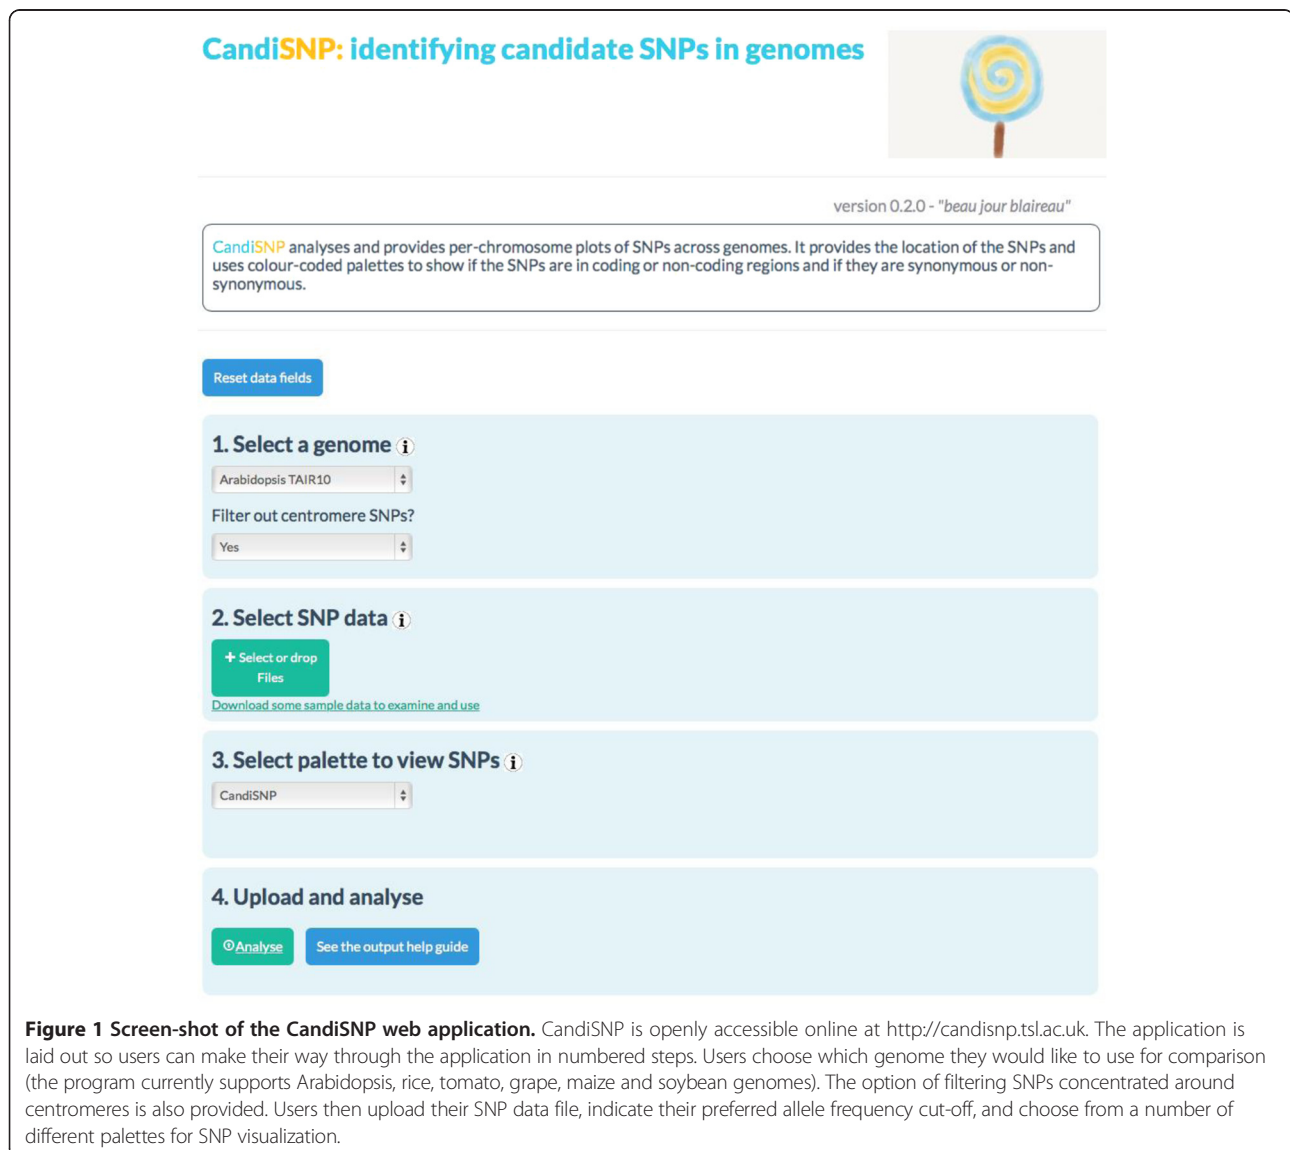 CandiSNP: identifying candidate SNPs in genomes
version 0.2.0 - "beau jour blaireau"
CandiSNP analyses and provides per-chromosome plots of SNPs across genomes. It provides the location of the SNPs and
uses colour-coded palettes to show if the SNPs are in coding or non-coding regions and if they are synonymous or non-
synonymous.
Reset data fields
1. Select a genome i
Arabidopsis TAIR10
Filter out centromere SNPs?
Yes
2. Select SNP data i
+ Select or drop
Files
Download some sample data to examine and use
3. Select palette to view SNPs i
CandiSNP
4. Upload and analyse
Analyse
See the output help guide
Figure 1 Screen-shot of the CandiSNP web application. CandiSNP is openly accessible online at http://candisnp.tsl.ac.uk. The application is
laid out so users can make their way through the application in numbered steps. Users choose which genome they would like to use for comparison
(the program currently supports Arabidopsis, rice, tomato, grape, maize and soybean genomes). The option of filtering SNPs concentrated around
centromeres is also provided. Users then upload their SNP data file, indicate their preferred allele frequency cut-off, and choose from a number of
different palettes for SNP visualization.